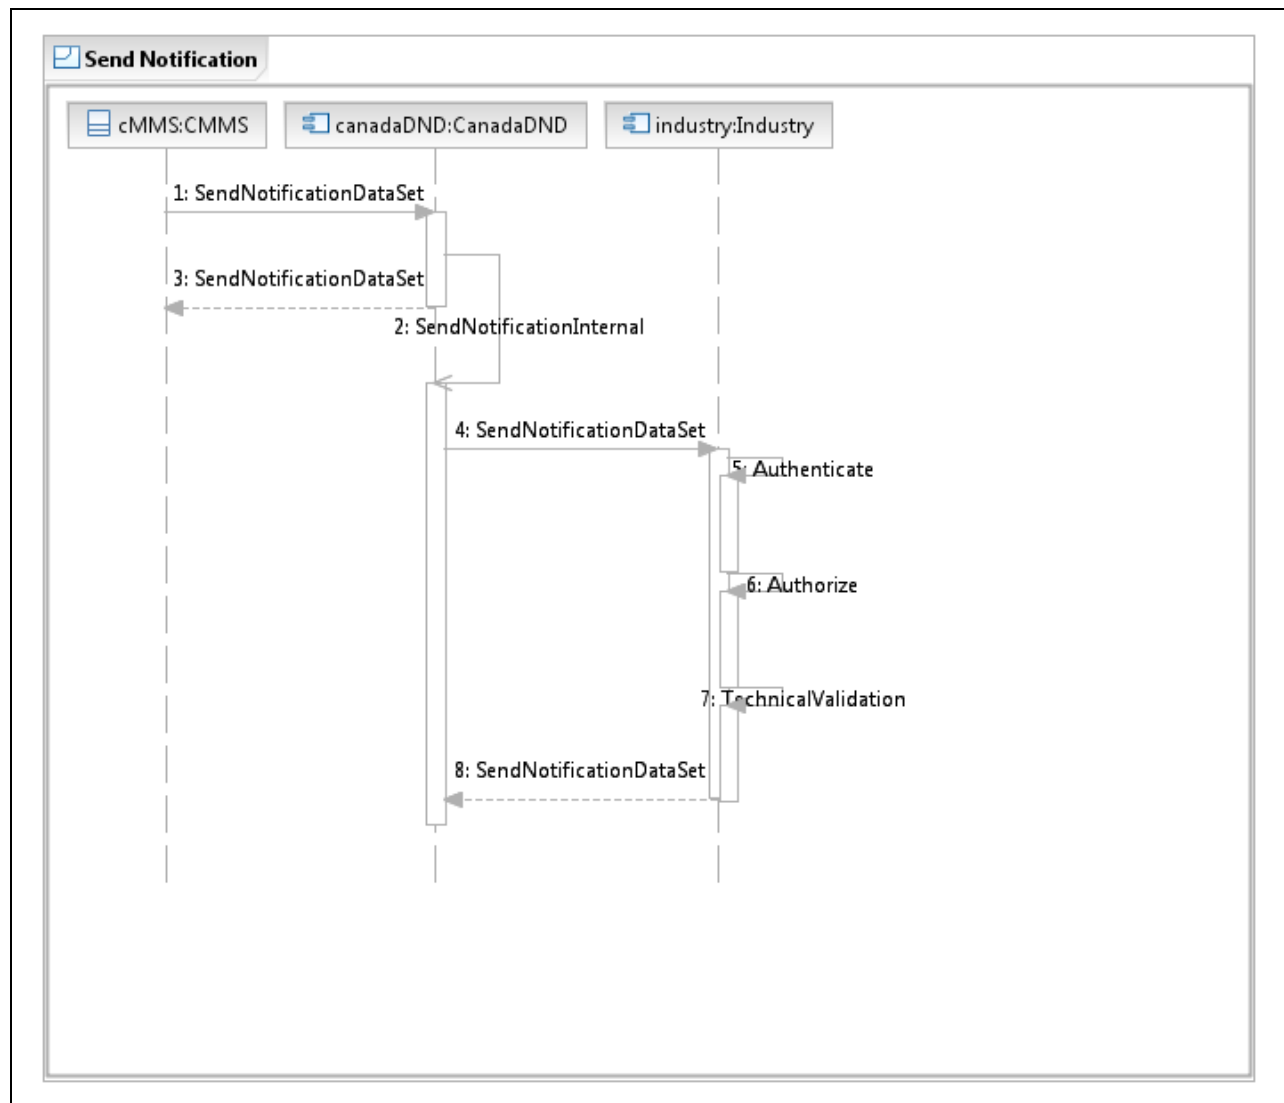 Send Notification
cMMS:CMMS
canadaDND:CanadaDND
industry:Industry
1: SendNotificationDataSet
3: SendNotificationDataSet
2: SendNotificationInternal
4: SendNotificationDataSet
5: Authenticate
6: Authorize
7: TechnicalValidation
8: SendNotificationDataSet